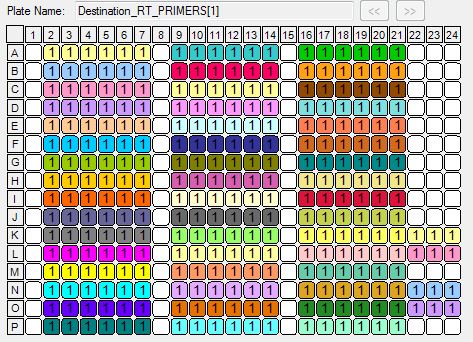 Plate Name: Destination_RT_PRIMERS[1] << >>
1 2 3 4 5 6 7 8 9 10 11 12 13 14 15 16 17 18 19 20 21 22 23 24
A 1 1 1 1 1 1 1 1 1 1 1 1 1 1 1 1 1 1
B 1 1 1 1 1 1 1 1 1 1 1 1 1 1 1 1 1 1
C 1 1 1 1 1 1 1 1 1 1 1 1 1 1 1 1 1 1
D 1 1 1 1 1 1 1 1 1 1 1 1 1 1 1 1 1 1
E 1 1 1 1 1 1 1 1 1 1 1 1 1 1 1 1 1 1
F 1 1 1 1 1 1 1 1 1 1 1 1 1 1 1 1 1 1
G 1 1 1 1 1 1 1 1 1 1 1 1 1 1 1 1 1 1
H 1 1 1 1 1 1 1 1 1 1 1 1 1 1 1 1 1 1
I 1 1 1 1 1 1 1 1 1 1 1 1 1 1 1 1 1 1
J 1 1 1 1 1 1 1 1 1 1 1 1 1 1 1 1 1 1
K 1 1 1 1 1 1 1 1 1 1 1 1 1 1 1 1 1 1 1 1 1
L 1 1 1 1 1 1 1 1 1 1 1 1 1 1 1 1 1 1 1 1 1
M 1 1 1 1 1 1 1 1 1 1 1 1 1 1 1 1 1 1
N 1 1 1 1 1 1 1 1 1 1 1 1 1 1 1 1 1 1 1 1 1
O 1 1 1 1 1 1 1 1 1 1 1 1 1 1 1 1 1 1 1 1 1
P 1 1 1 1 1 1 1 1 1 1 1 1 1 1 1 1 1 1